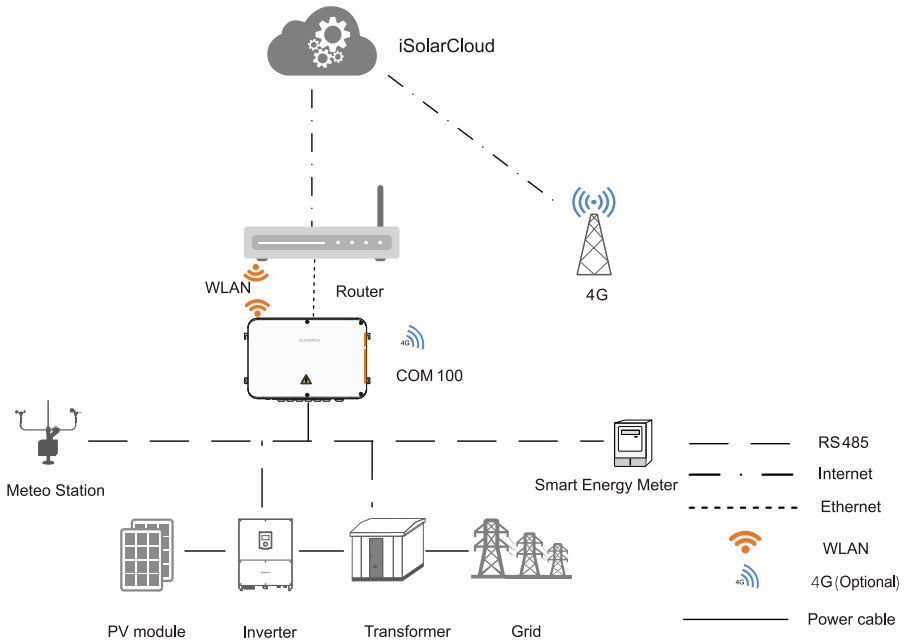 iSolarCloud
4G
WLAN
Router
4G
COM 100
Meteo Station
Smart Energy Meter
RS485
Internet
Ethernet
WLAN
4G
4G(Optional)
Power cable
PV module
Inverter
Transformer
Grid